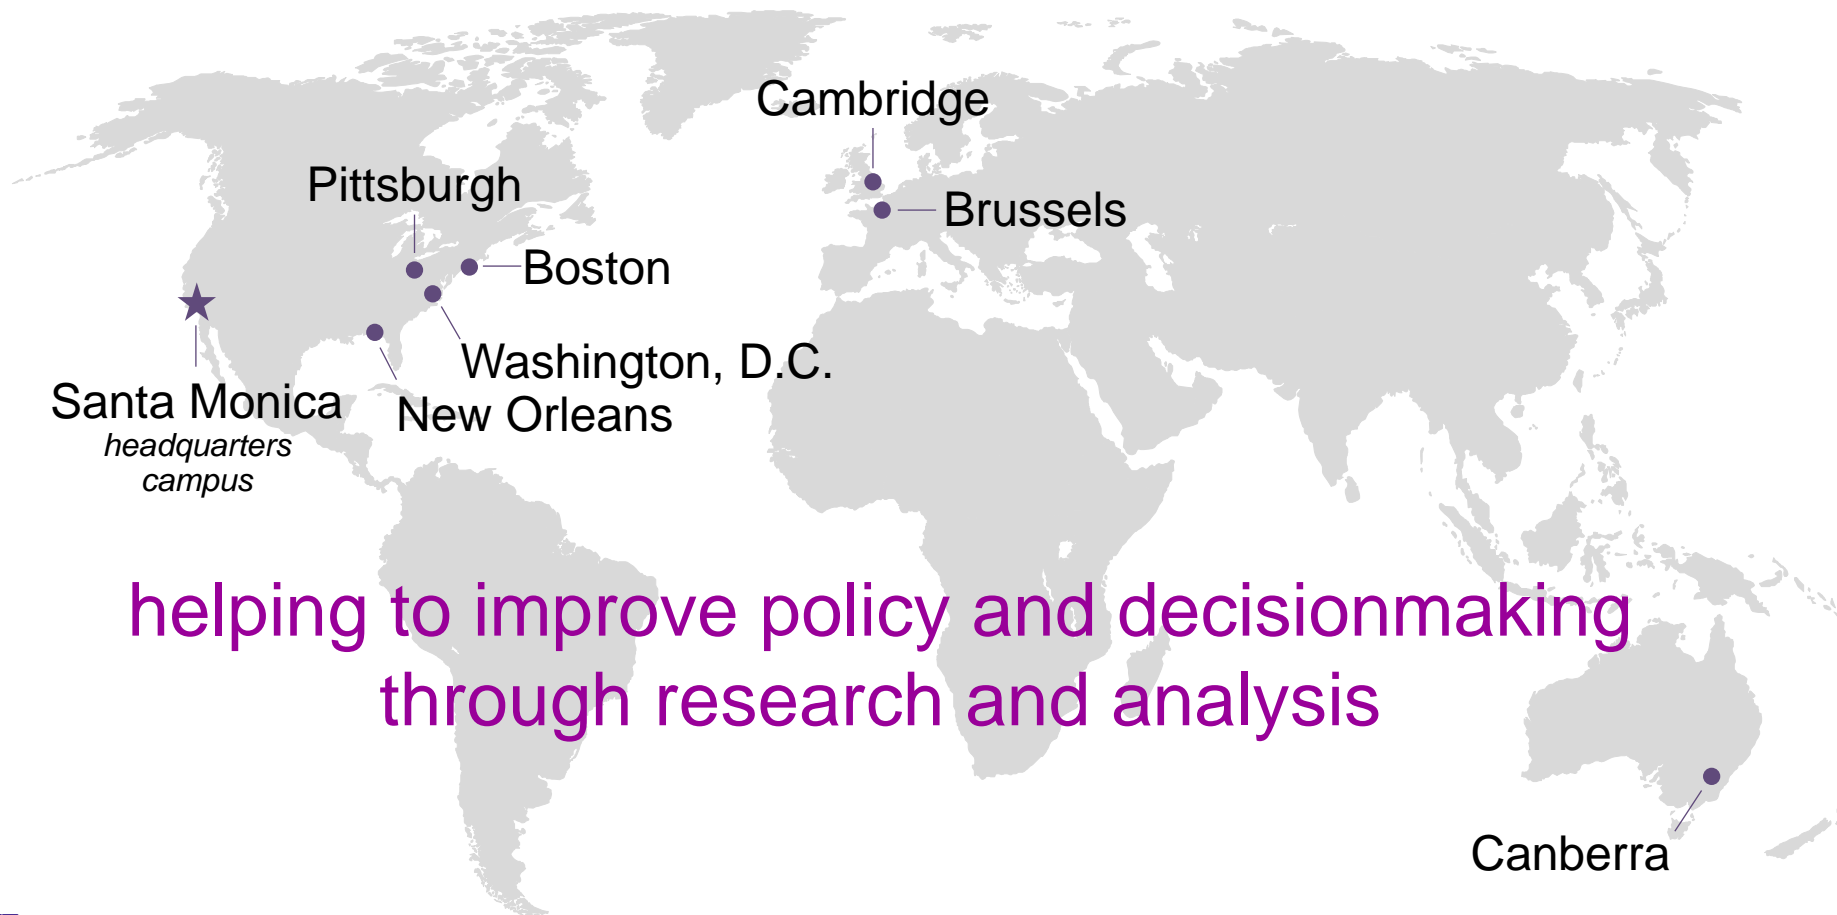 Cambridge
Pittsburgh
Brussels
Boston
Washington, D.C.
Santa Monica
headquarters
campus
New Orleans
helping to improve policy and decisionmaking
through research and analysis
Canberra